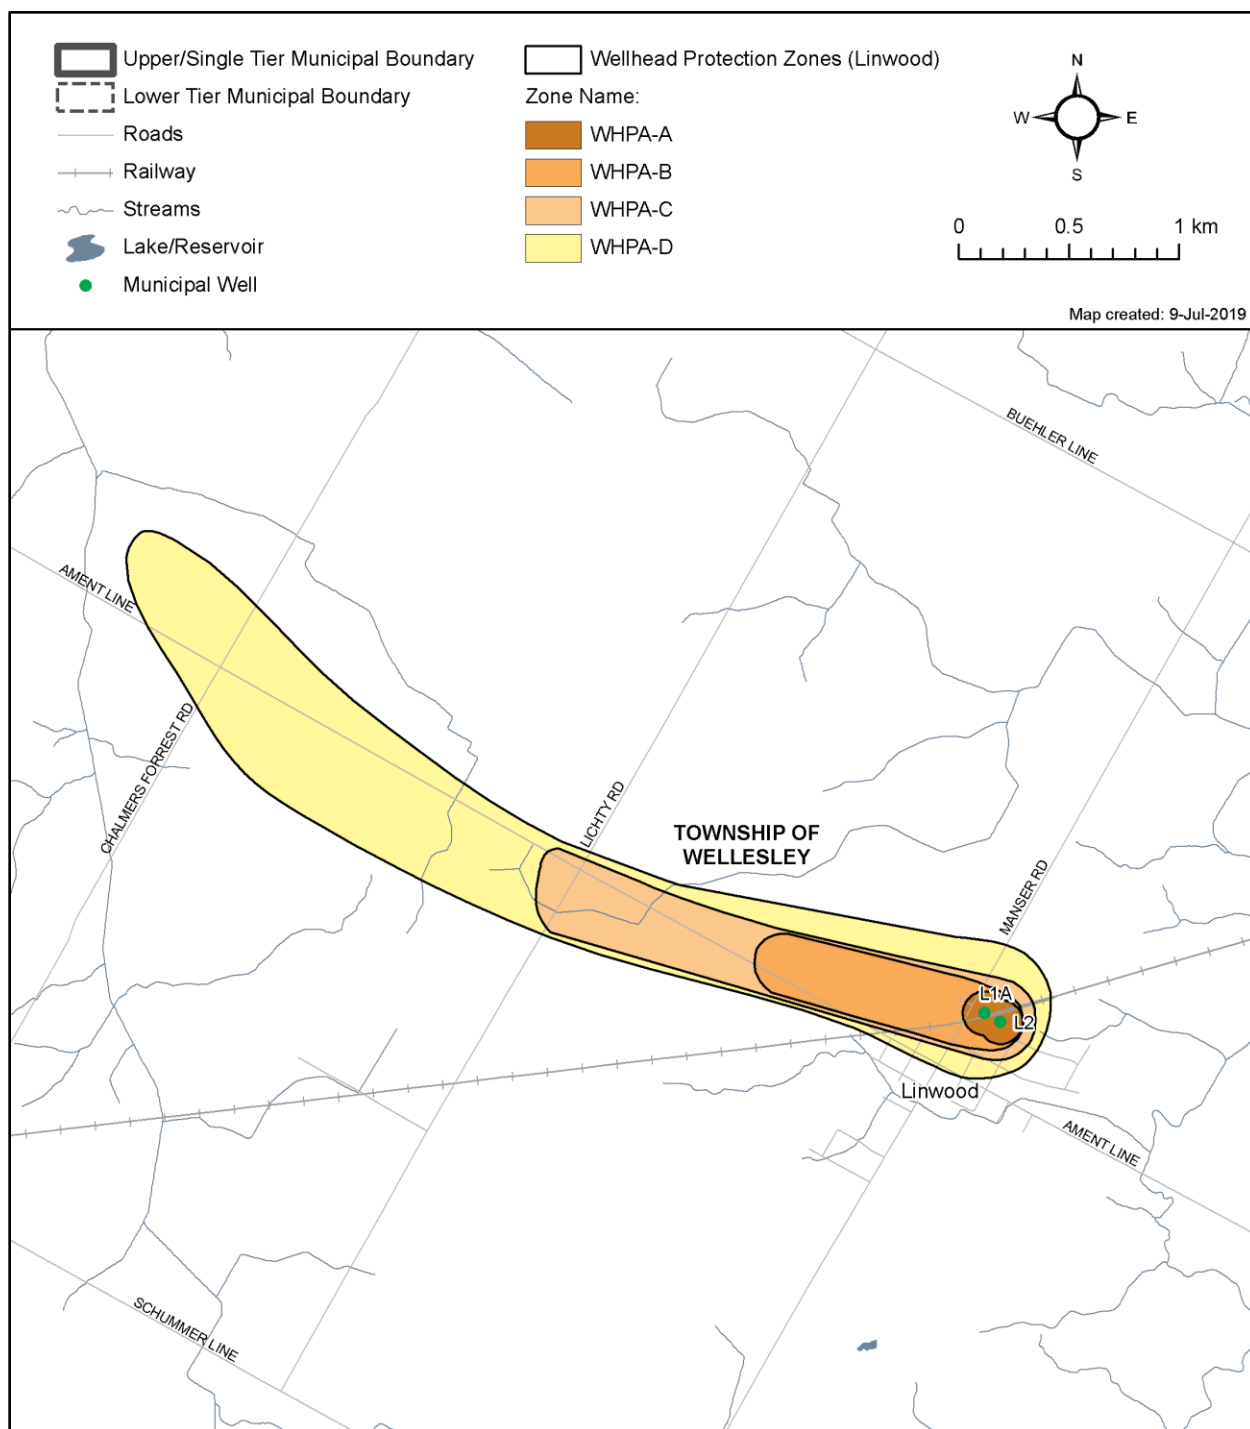 Upper/Single Tier Municipal Boundary
Lower Tier Municipal Boundary
Roads
Railway
Streams
Lake/Reservoir
Municipal Well
Wellhead Protection Zones (Linwood)
Zone Name:
WHPA-A
WHPA-B
WHPA-C
WHPA-D
N
W
E
S
0 0.5 1 km
Map created: 9-Jul-2019
BUEHLER LINE
AMENT LINE
CHALMERS FORREST RD
LICHTY RD
TOWNSHIP OF
WELLESLEY
MANSER RD
L1A
L2
Linwood
AMENT LINE
SCHUMMER LINE